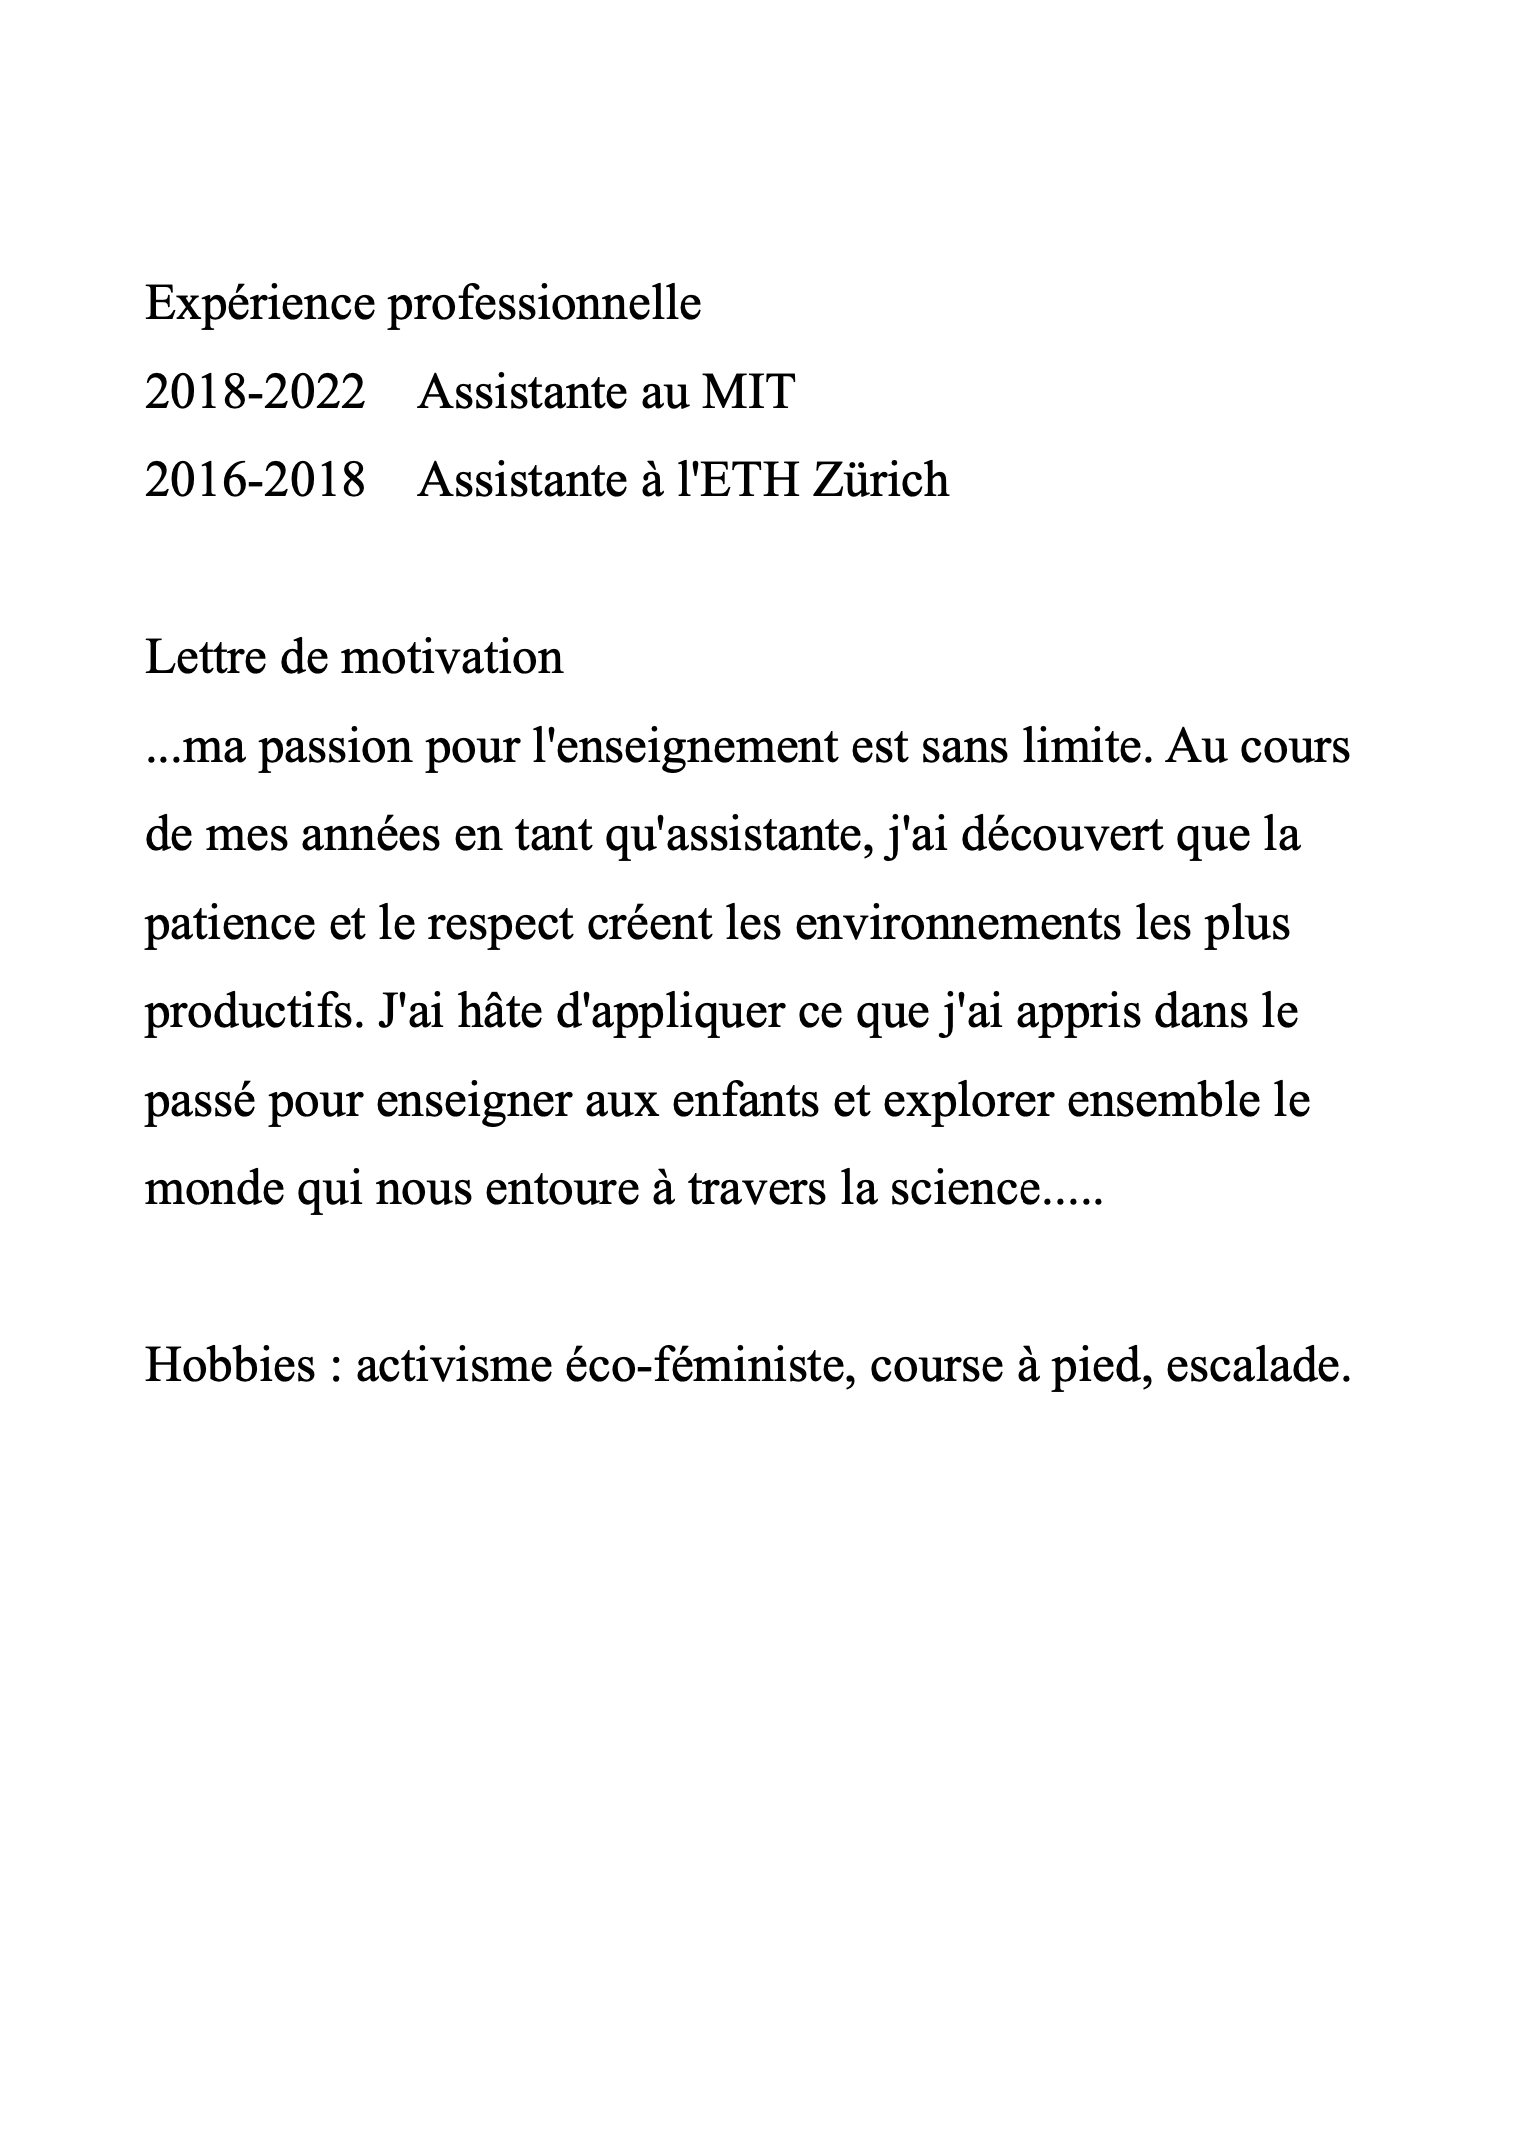 Expérience professionnelle
2018-2022 Assistante au MIT
2016-2018 Assistante à l'ETH Zürich
Lettre de motivation
...ma passion pour l'enseignement est sans limite. Au cours
de mes années en tant qu'assistante, j'ai découvert que la
patience et le respect créent les environnements les plus
productifs. J'ai hâte d'appliquer ce que j'ai appris dans le
passé pour enseigner aux enfants et explorer ensemble le
monde qui nous entoure à travers la science.....
Hobbies : activisme éco-féministe, course à pied, escalade.